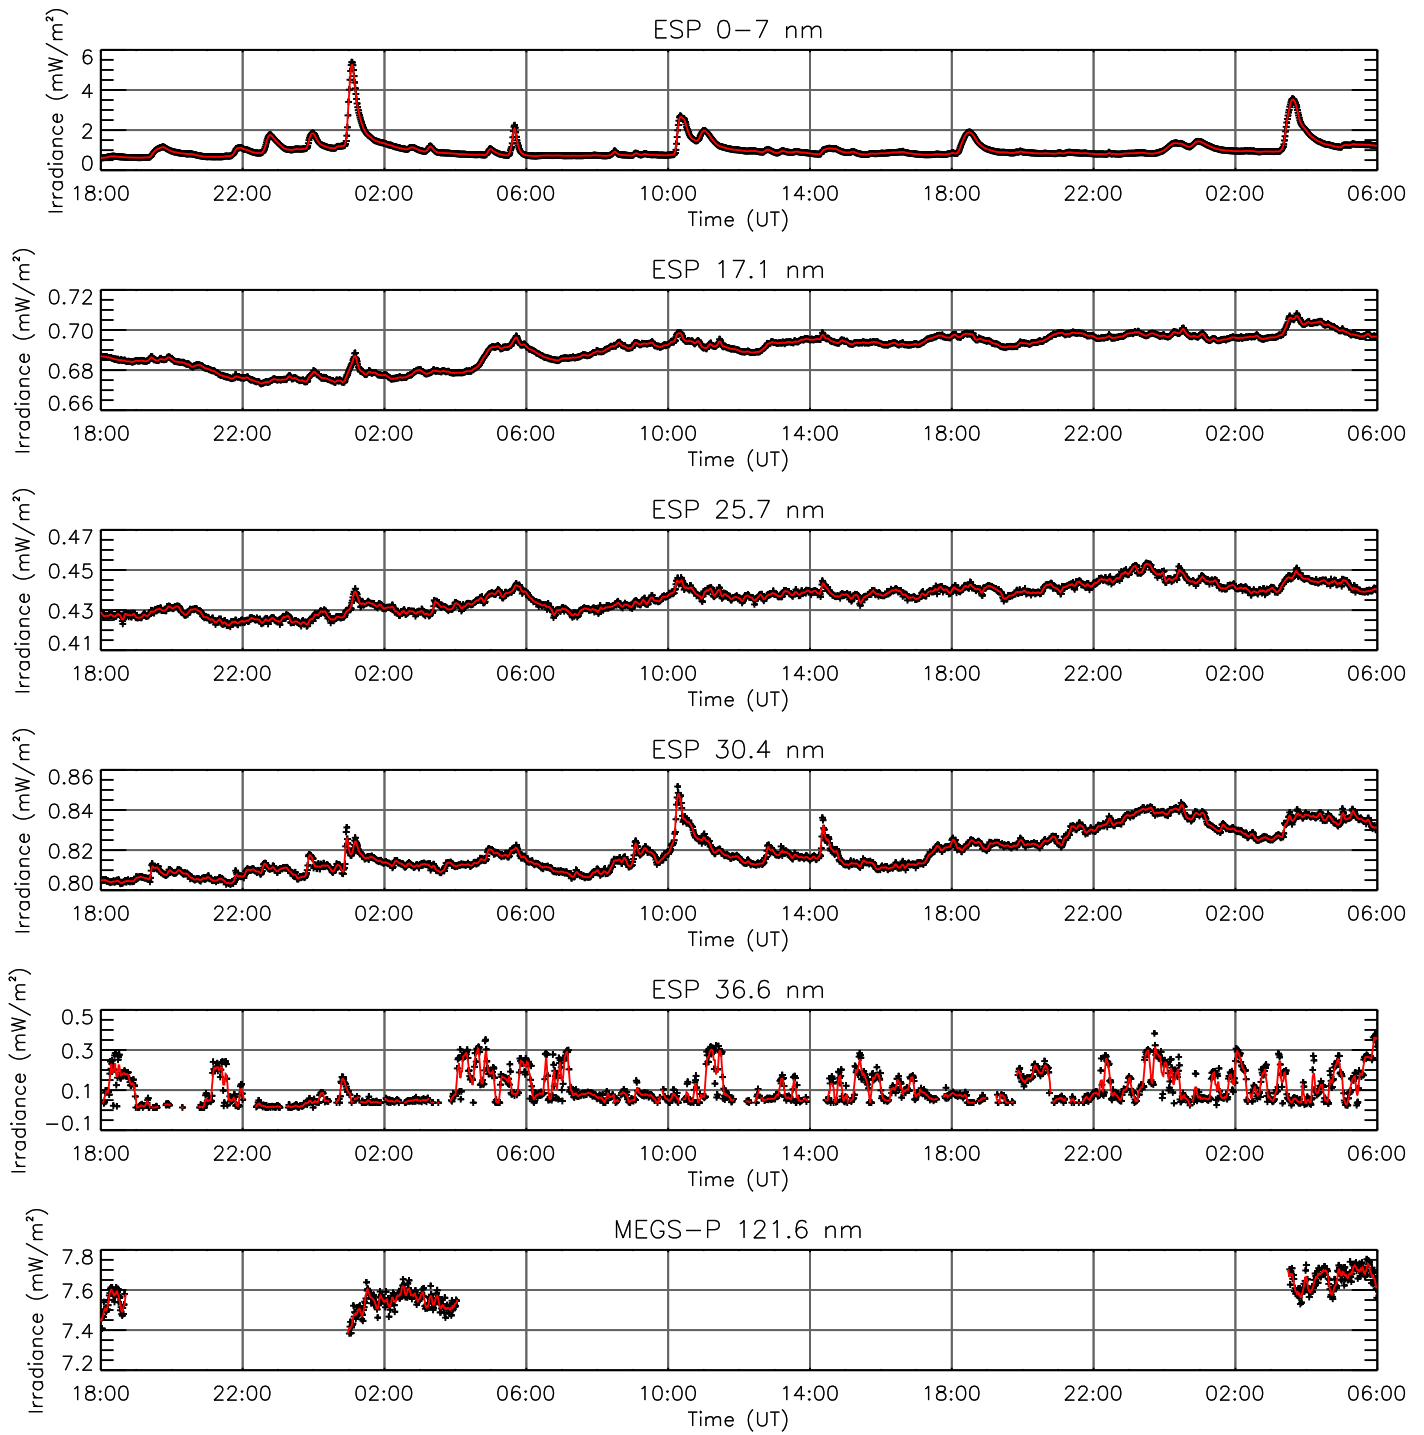 ESP 0−7 nm
Irradiance (mW/m²)
6
4
2
0
18:00 22:00 02:00 06:00 10:00 14:00 18:00 22:00 02:00 06:00
Time (UT)
ESP 17.1 nm
Irradiance (mW/m²)
0.72
0.70
0.68
0.66
18:00 22:00 02:00 06:00 10:00 14:00 18:00 22:00 02:00 06:00
Time (UT)
ESP 25.7 nm
Irradiance (mW/m²)
0.47
0.45
0.43
0.41
18:00 22:00 02:00 06:00 10:00 14:00 18:00 22:00 02:00 06:00
Time (UT)
ESP 30.4 nm
Irradiance (mW/m²)
0.86
0.84
0.82
0.80
18:00 22:00 02:00 06:00 10:00 14:00 18:00 22:00 02:00 06:00
Time (UT)
ESP 36.6 nm
Irradiance (mW/m²)
0.5
0.3
0.1
−0.1
18:00 22:00 02:00 06:00 10:00 14:00 18:00 22:00 02:00 06:00
Time (UT)
MEGS−P 121.6 nm
Irradiance (mW/m²)
7.8
7.6
7.4
7.2
18:00 22:00 02:00 06:00 10:00 14:00 18:00 22:00 02:00 06:00
Time (UT)